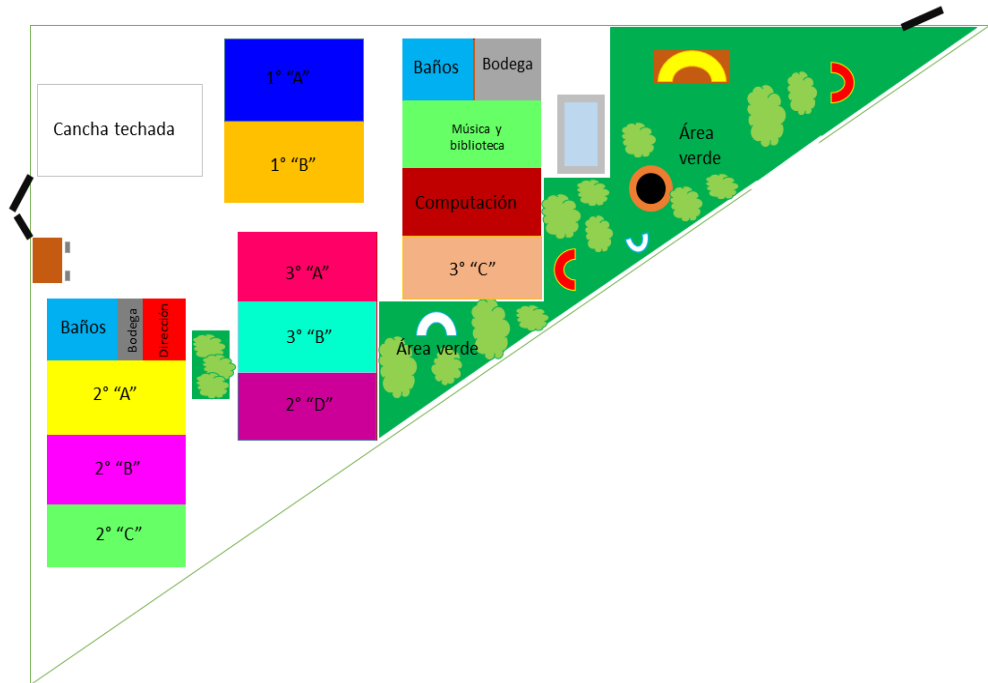 Cancha techada
1° “A”
1° “B”
Baños
Bodega
Música y
biblioteca
Computación
3° “C”
Área
verde
3° “A”
3° “B”
2° “D”
Área verde
Baños
Bodega
Dirección
2° “A”
2° “B”
2° “C”